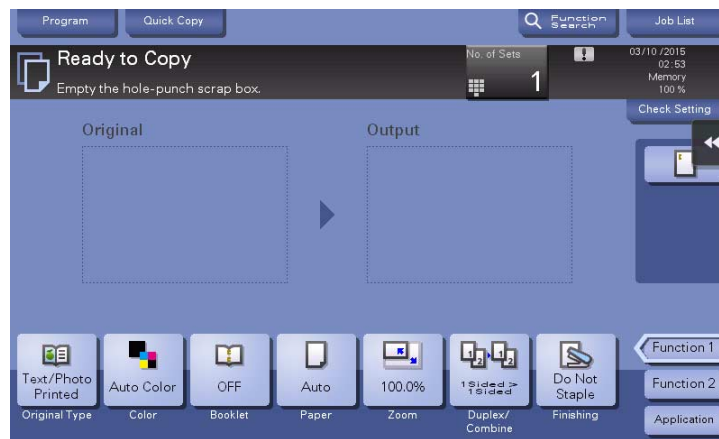 Program
Quick Copy
Function
Search
Job List
Ready to Copy
Empty the hole-punch scrap box.
No. of Sets
1
03/10 /2015
02:53
Memory
100 %
Check Setting
Original
Output
Text/Photo
Printed
Auto Color
OFF
Auto
100.0%
1Sided >
1Sided
Do Not
Staple
Original Type
Color
Booklet
Paper
Zoom
Duplex/
Combine
Finishing
Function 1
Function 2
Application